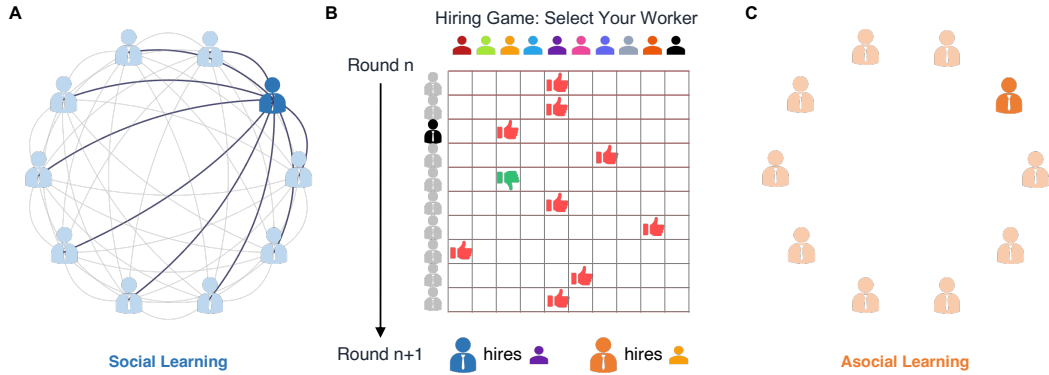 A
B
C
Hiring Game: Select Your Worker
Round n
Round n+1
hires
hires
Social Learning
Asocial Learning